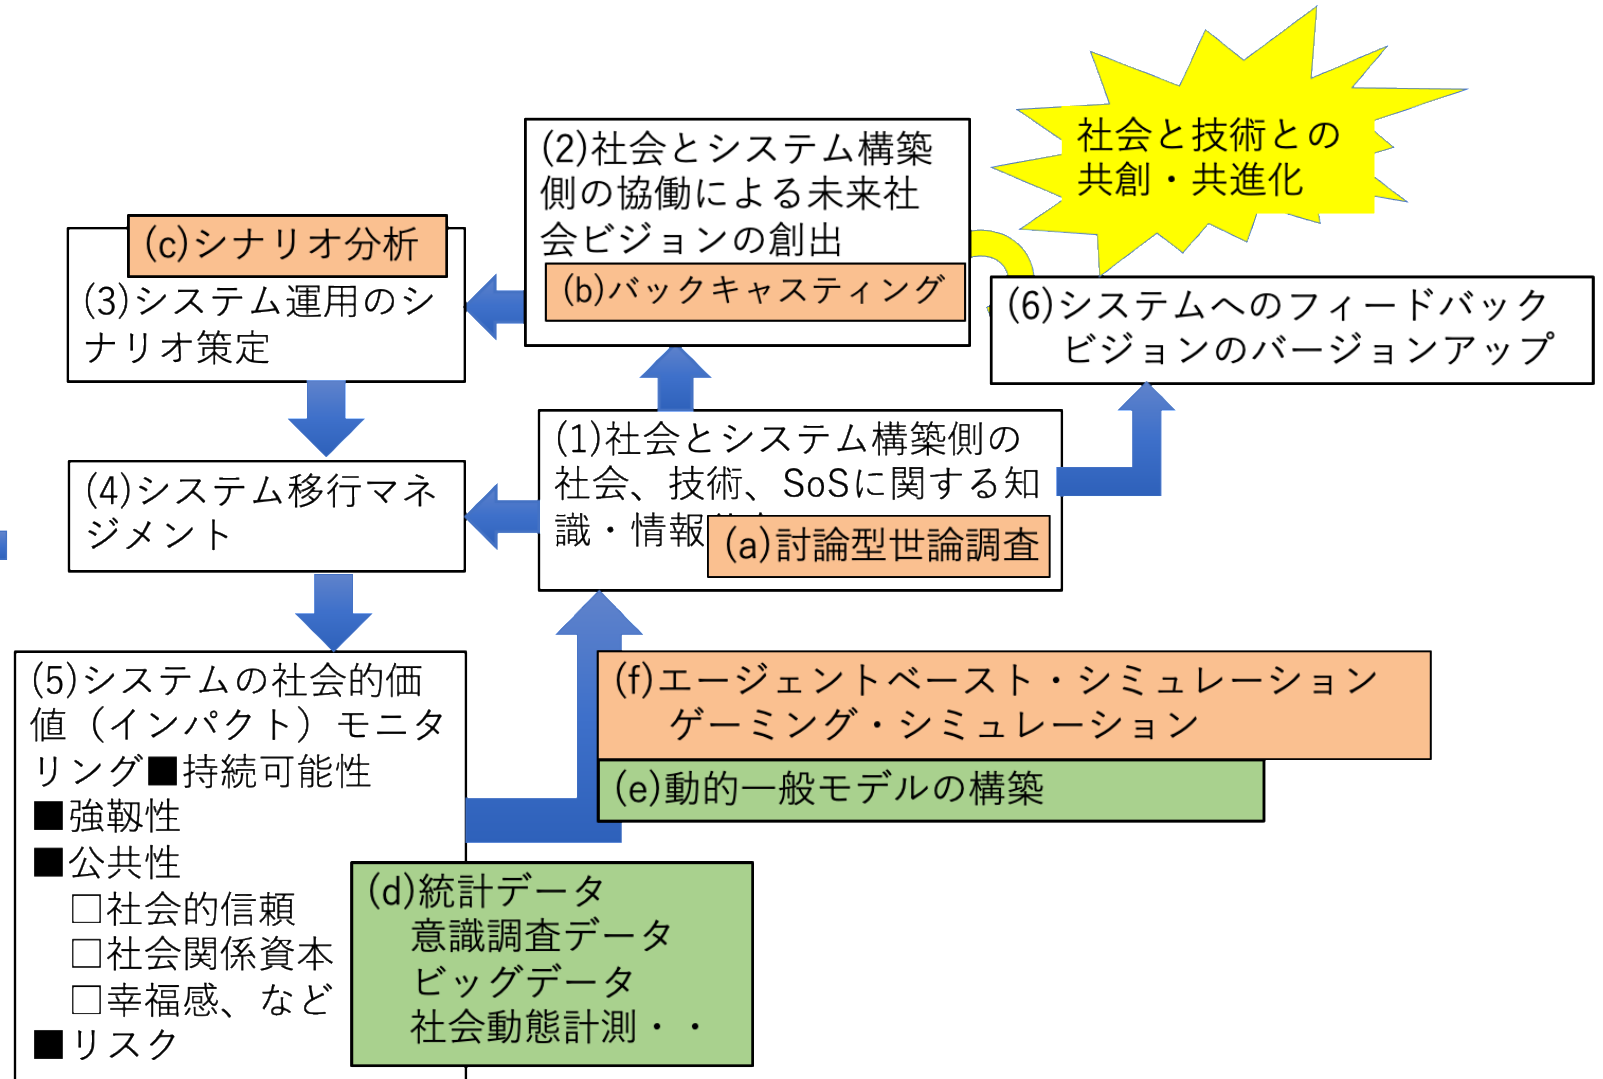 社会と技術との
共創・共進化
(2)社会とシステム構築
側の協働による未来社
会ビジョンの創出
(b)バックキャスティング
(c)シナリオ分析
(3)システム運用のシ
ナリオ策定
(6)システムへのフィードバック
ビジョンのバージョンアップ
(1)社会とシステム構築側の
社会、技術、SoSに関する知
識・情報
(a)討論型世論調査
(4)システム移行マネ
ジメント
(5)システムの社会的価
値（インパクト）モニタ
リング■持続可能性
■強靱性
■公共性
□社会的信頼
□社会関係資本
□幸福感、など
■リスク
(f)エージェントベースト・シミュレーション
ゲーミング・シミュレーション
(e)動的一般モデルの構築
(d)統計データ
意識調査データ
ビッグデータ
社会動態計測・・